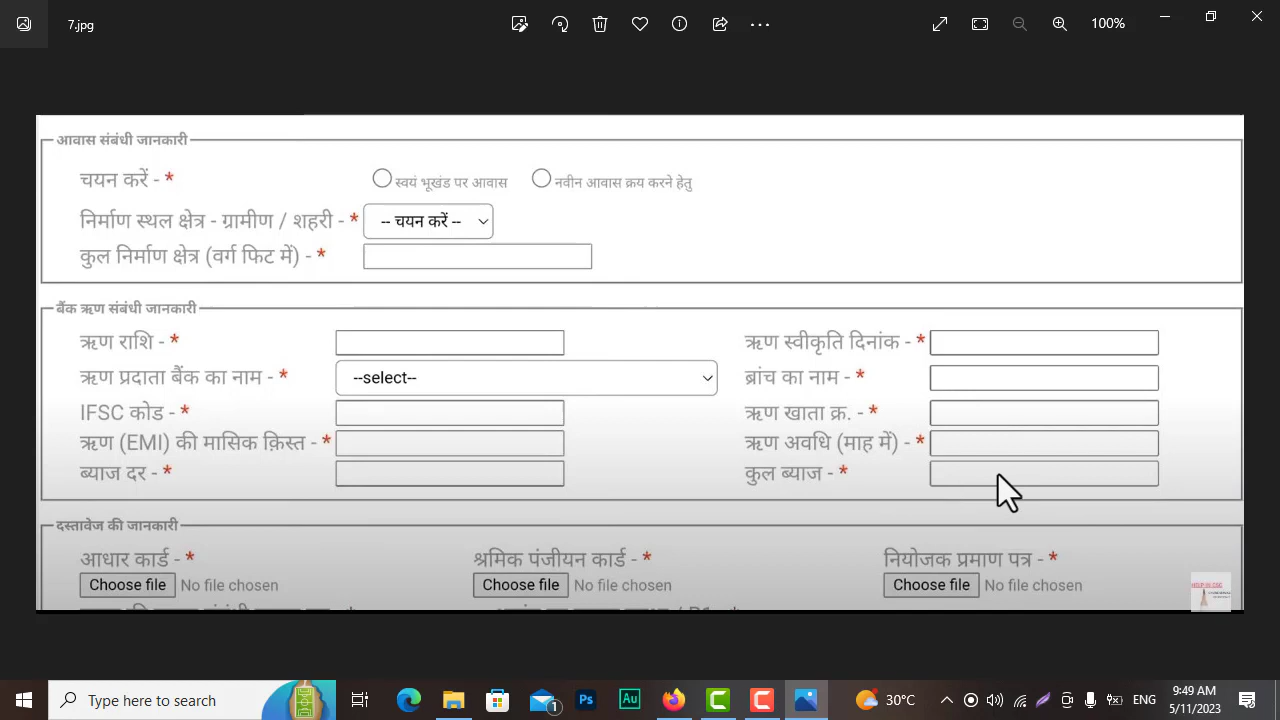 7.jpg
100%
आवास संबंधी जानकारी
चयन करें - * स्वयं भूखंड पर आवास नवीन आवास क्रय करने हेतु
निर्माण स्थल क्षेत्र - ग्रामीण / शहरी - * -- चयन करें --
कुल निर्माण क्षेत्र (वर्ग फिट में) - *
बैंक ऋण संबंधी जानकारी
ऋण राशि - * ऋण स्वीकृति दिनांक - *
ऋण प्रदाता बैंक का नाम - * --select-- ब्रांच का नाम - *
IFSC कोड - * ऋण खाता क्र. - *
ऋण (EMI) की मासिक क़िस्त - * ऋण अवधि (माह में) - *
ब्याज दर - * कुल ब्याज - *
दस्तावेज की जानकारी
आधार कार्ड - * श्रमिक पंजीयन कार्ड - * नियोजक प्रमाण पत्र - *
Choose file No file chosen Choose file No file chosen Choose file No file chosen
Type here to search
1
Ps
Au
30°C
ENG
9:49 AM
5/11/2023